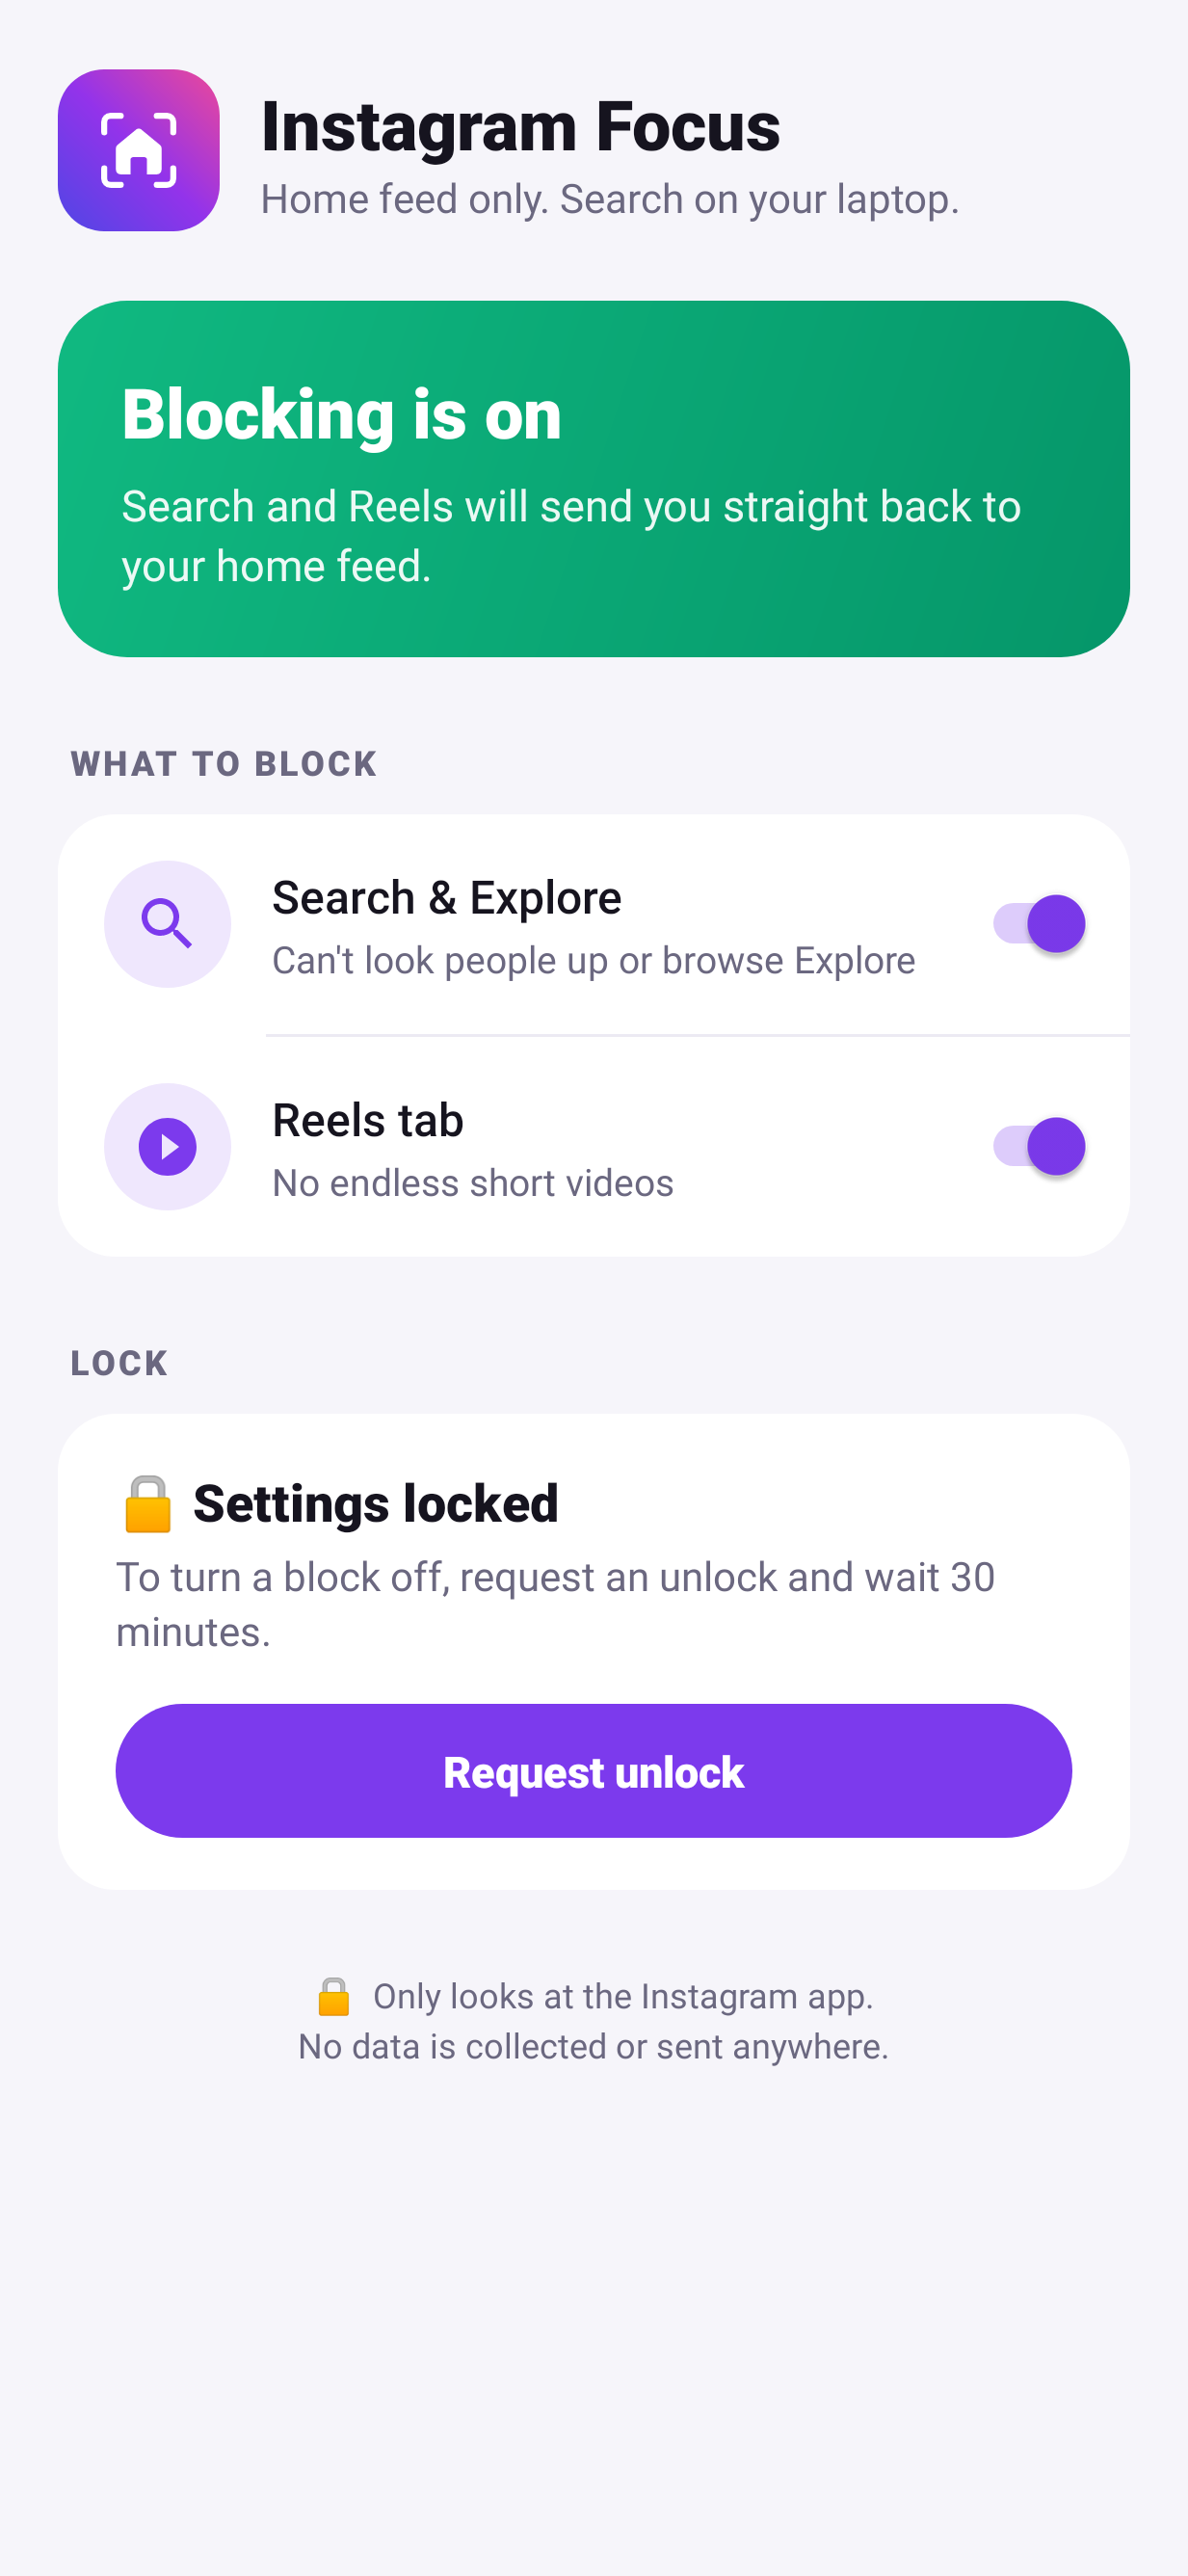 Instagram Focus
Home feed only. Search on your laptop.
Blocking is on
Search and Reels will send you straight back to
your home feed.
WHAT TO BLOCK
Search & Explore
Can't look people up or browse Explore
Reels tab
No endless short videos
LOCK
🔒 Settings locked
To turn a block off, request an unlock and wait 30
minutes.
Request unlock
🔒 Only looks at the Instagram app.
No data is collected or sent anywhere.